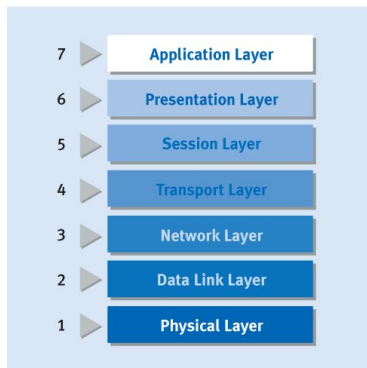 7 Application Layer
6 Presentation Layer
5 Session Layer
4 Transport Layer
3 Network Layer
2 Data Link Layer
1 Physical Layer